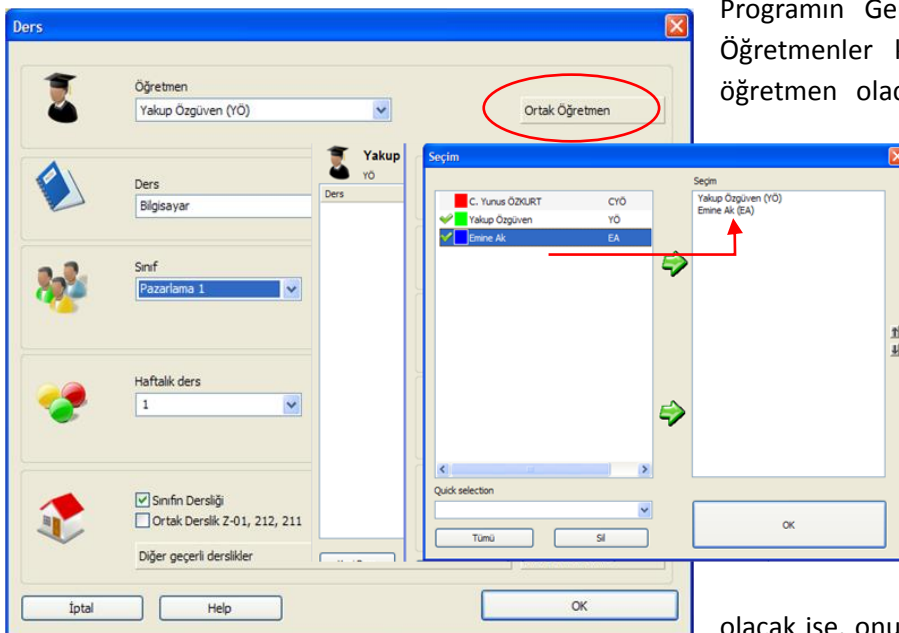 Ders
Öğretmen
Yakup Özgüven (YÖ)
Ortak Öğretmen
Ders
Bilgisayar
Sınıf
Pazarlama 1
Haftalık ders
1
Sınıfın Dersliği
Ortak Derslik Z-01, 212, 211
Diğer geçerli derslikler
İptal
Help
OK
Yakup
YÖ
Ders
Seçim
C. Yunus ÖZKURT CYÖ
Yakup Özgüven YÖ
Emine Ak EA
Quick selection
Tümü
Sil
Seçim
Yakup Özgüven (YÖ)
Emine Ak (EA)
OK
Programın
Öğretmenler
öğretmen
olacak ise,